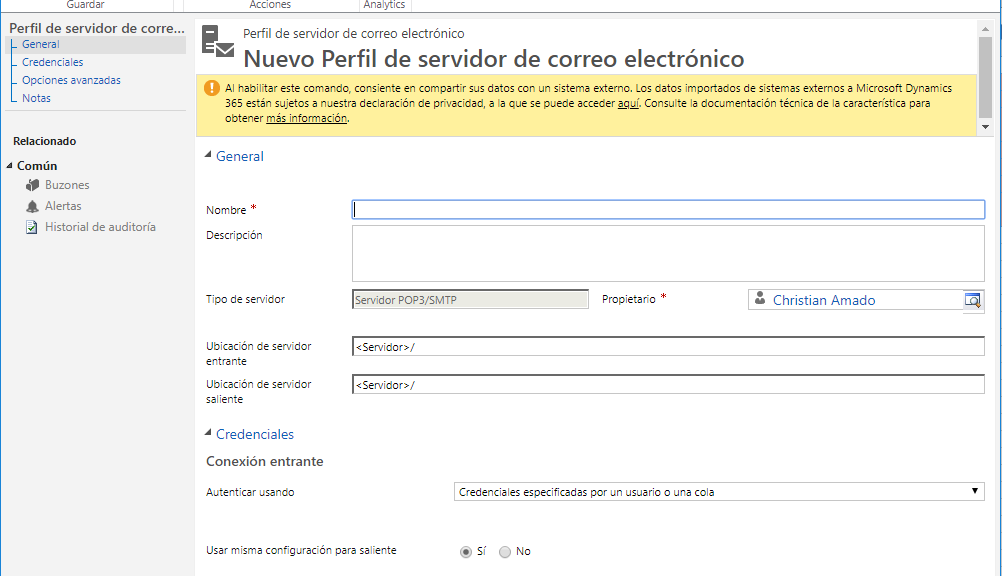 Guardar
Acciones
Analytics
Perfil de servidor de corre...
General
Credenciales
Opciones avanzadas
Notas
Relacionado
Común
Buzones
Alertas
Historial de auditoría
Perfil de servidor de correo electrónico
Nuevo Perfil de servidor de correo electrónico
Al habilitar este comando, consiente en compartir sus datos con un sistema externo. Los datos importados de sistemas externos a Microsoft Dynamics
365 están sujetos a nuestra declaración de privacidad, a la que se puede acceder aquí. Consulte la documentación técnica de la característica para
obtener más información.
General
Nombre *
Descripción
Tipo de servidor
Servidor POP3/SMTP
Propietario *
Christian Amado
Ubicación de servidor
entrante
<Servidor>/
Ubicación de servidor
saliente
<Servidor>/
Credenciales
Conexión entrante
Autenticar usando
Credenciales especificadas por un usuario o una cola
Usar misma configuración para saliente
Sí
No